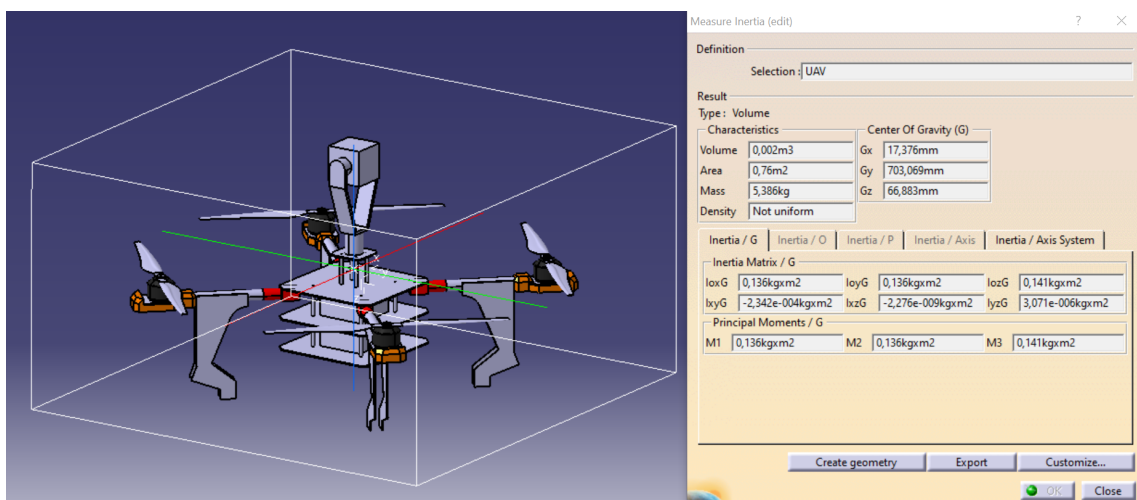 Measure Inertia (edit) ? ×
Definition
Selection : UAV
Result
Type : Volume
Characteristics Center Of Gravity (G)
Volume 0,002m3 Gx 17,376mm
Area 0,76m2 Gy 703,069mm
Mass 5,386kg Gz 66,883mm
Density Not uniform
Inertia / G Inertia / O Inertia / P Inertia / Axis Inertia / Axis System
Inertia Matrix / G
IoxG 0,136kgxm2 IoyG 0,136kgxm2 IozG 0,141kgxm2
IxyG -2,342e-004kgxm2 IxzG -2,276e-009kgxm2 IyzG 3,071e-006kgxm2
Principal Moments / G
M1 0,136kgxm2 M2 0,136kgxm2 M3 0,141kgxm2
Create geometry Export Customize...
OK Close
x